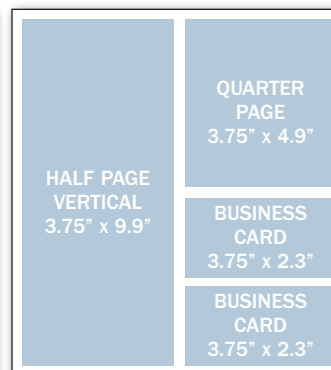 HALF PAGE
VERTICAL
3.75” x 9.9”
QUARTER
PAGE
3.75” x 4.9”
BUSINESS
CARD
3.75” x 2.3”
BUSINESS
CARD
3.75” x 2.3”